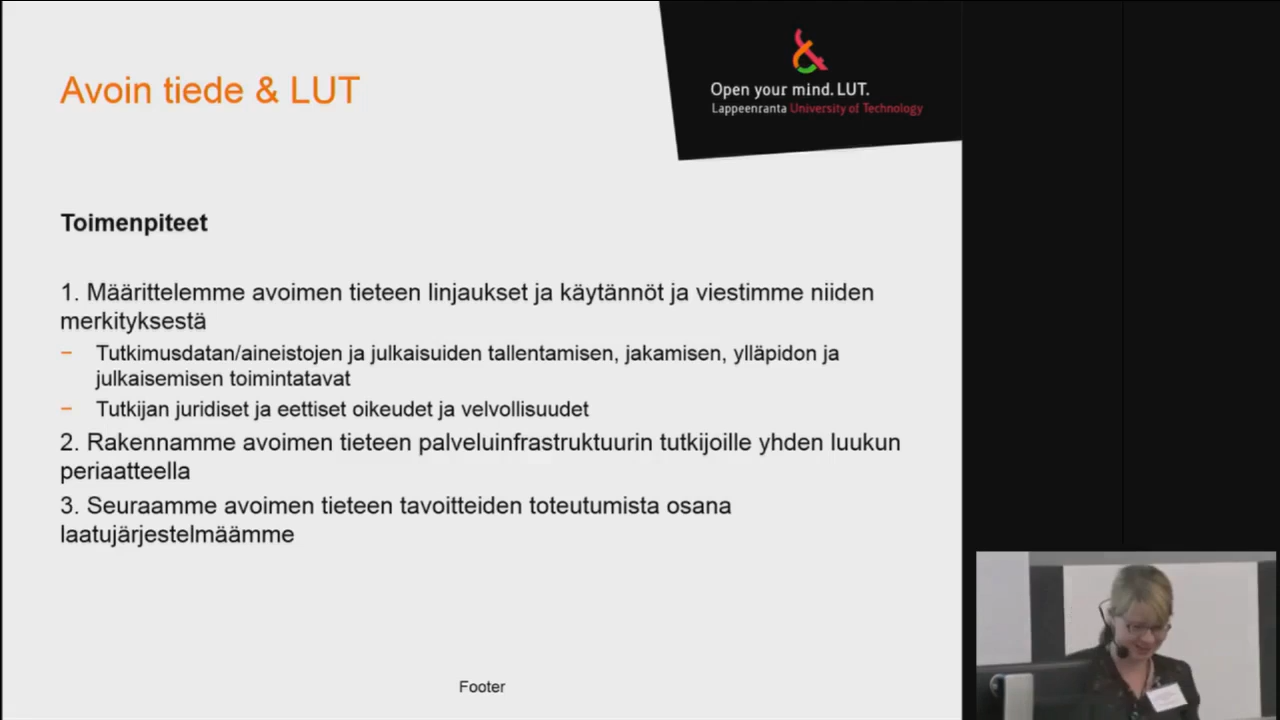 Avoin tiede & LUT
Open your mind. LUT.
Lappeenranta University of Technology
Toimenpiteet
1. Määrittelemme avoimen tieteen linjaukset ja käytännöt ja viestimme niiden
merkityksestä
− Tutkimusdatan/aineistojen ja julkaisuiden tallentamisen, jakamisen, ylläpidon ja
julkaisemisen toimintatavat
− Tutkijan juridiset ja eettiset oikeudet ja velvollisuudet
2. Rakennamme avoimen tieteen palveluinfrastruktuurin tutkijoille yhden luukun
periaatteella
3. Seuraamme avoimen tieteen tavoitteiden toteutumista osana
laatujärjestelmäämme
Footer